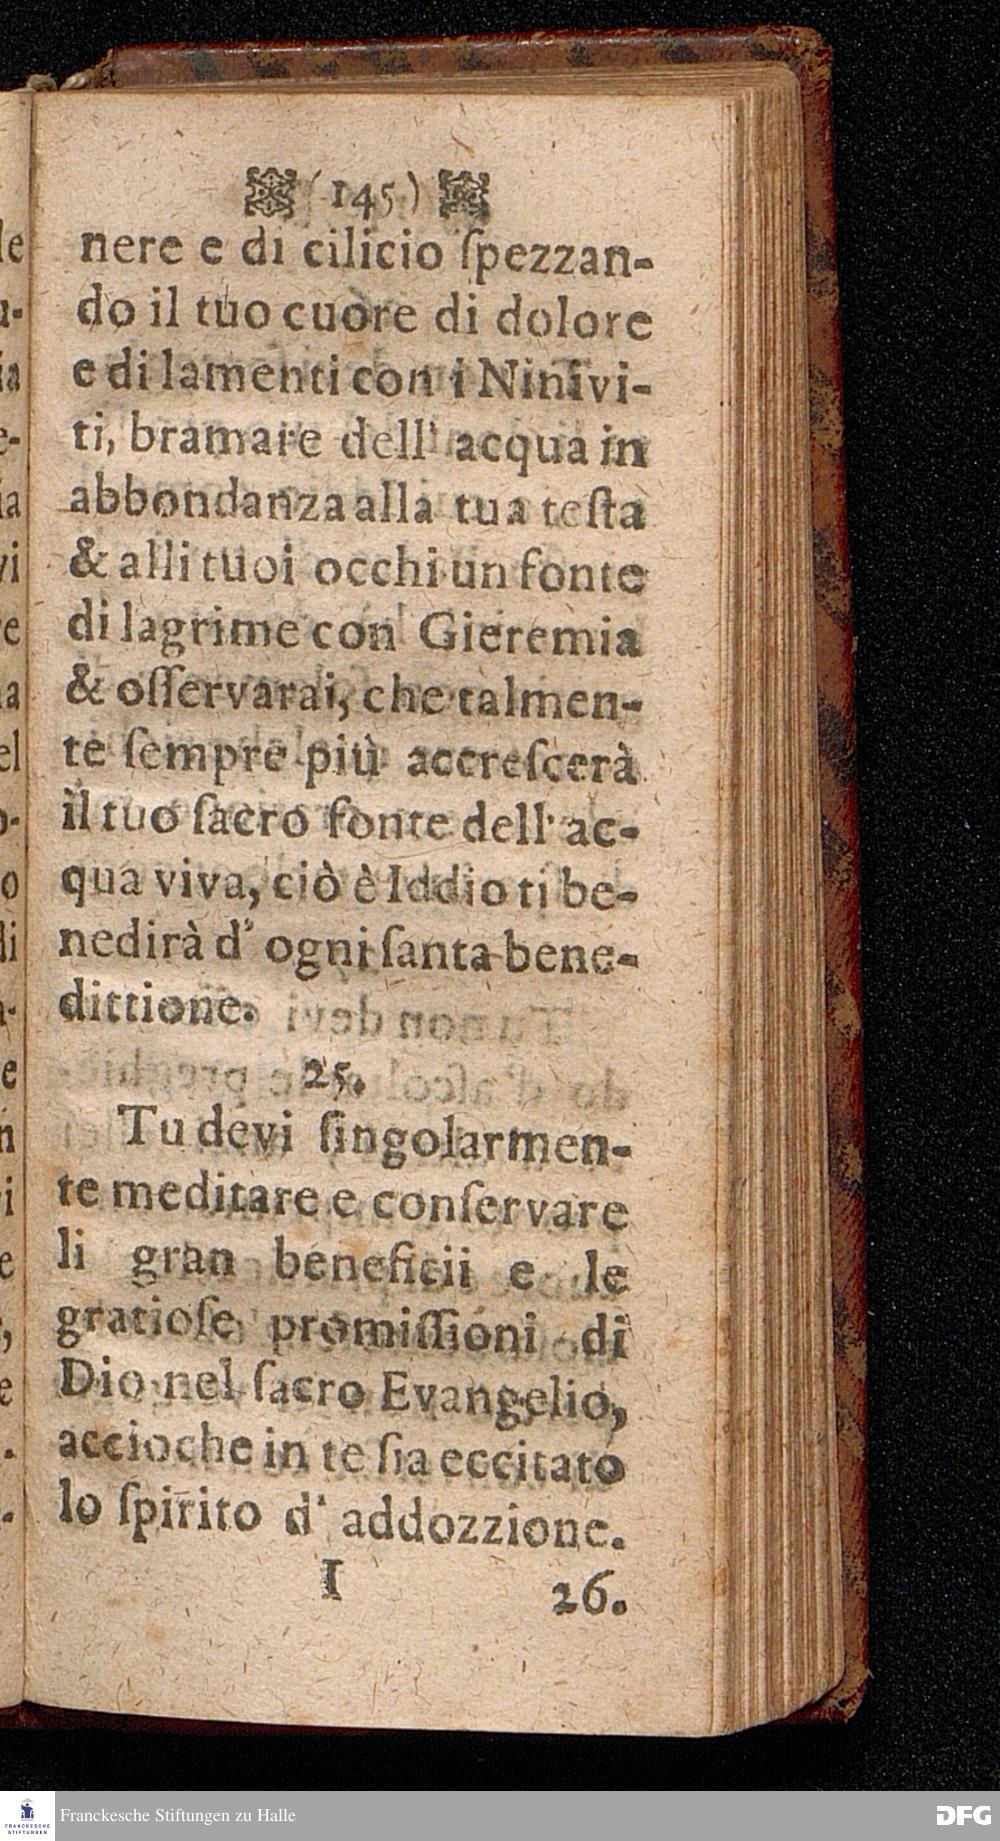 (145)
nere e di cilicio ſpezzan-
do il tuo cuore di dolore
e di lamenti con i Ninivi-
ti, bramare dell' acqua in
abbondanza alla tua teſta
& alli tuoi occhi un fonte
di lagrime con Gieremia
& oſſervarai, che talmen-
te ſempre più accreſcerà
il tuo ſacro fonte dell' ac-
qua viva, ciò è Iddio ti be-
nedirà d' ogni ſanta bene-
dittione.
25.
Tu devi ſingolarmen-
te meditare e conſervare
li gran beneficii e le
gratioſe promiſſioni di
Dio nel ſacro Evangelio,
accioche in te ſia eccitato
lo ſpirito d' addozzione.
I 26.
FRANCKESCHE STIFTUNGEN
Franckesche Stiftungen zu Halle
DFG